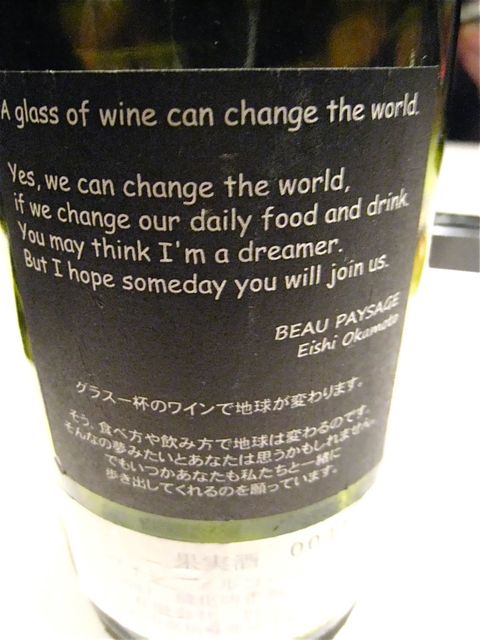 A glass of wine can change the world.
Yes, we can change the world,
if we change our daily food and drink.
You may think I'm a dreamer.
But I hope someday you will join us.
BEAU PAYSAGE
Eishi Okamoto
グラス一杯のワインで地球が変わります。
そう、食べ方や飲み方で地球は変わるのです。
そんなの夢みたいとあなたは思うかもしれません。
でもいつかあなたも私たちと一緒に
歩き出してくれるのを願っています。